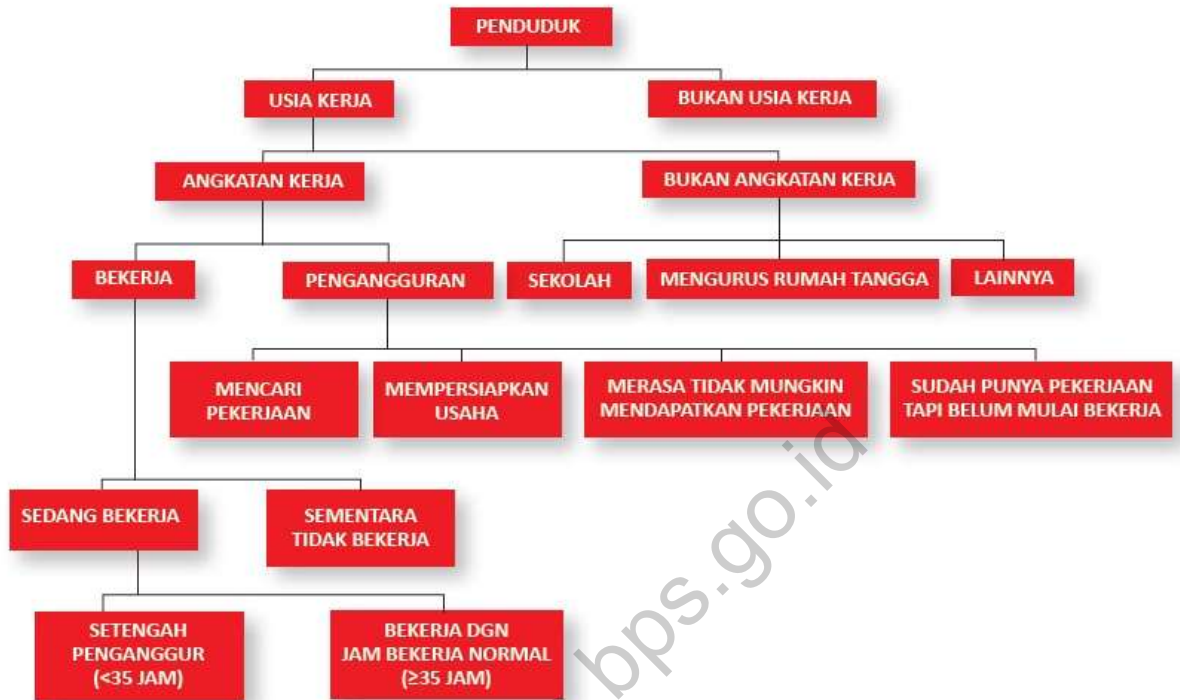 PENDUDUK
USIA KERJA
BUKAN USIA KERJA
ANGKATAN KERJA
BUKAN ANGKATAN KERJA
BEKERJA
PENGANGGURAN
SEKOLAH
MENGURUS RUMAH TANGGA
LAINNYA
MENCARI
PEKERJAAN
MEMPERSIAPKAN
USAHA
MERASA TIDAK MUNGKIN
MENDAPATKAN PEKERJAAN
SUDAH PUNYA PEKERJAAN
TAPI BELUM MULAI BEKERJA
SEDANG BEKERJA
SEMENTARA
TIDAK BEKERJA
SETENGAH
PENGANGGUR
(<35 JAM)
BEKERJA DGN
JAM BEKERJA NORMAL
(≥35 JAM)
bps.go.id